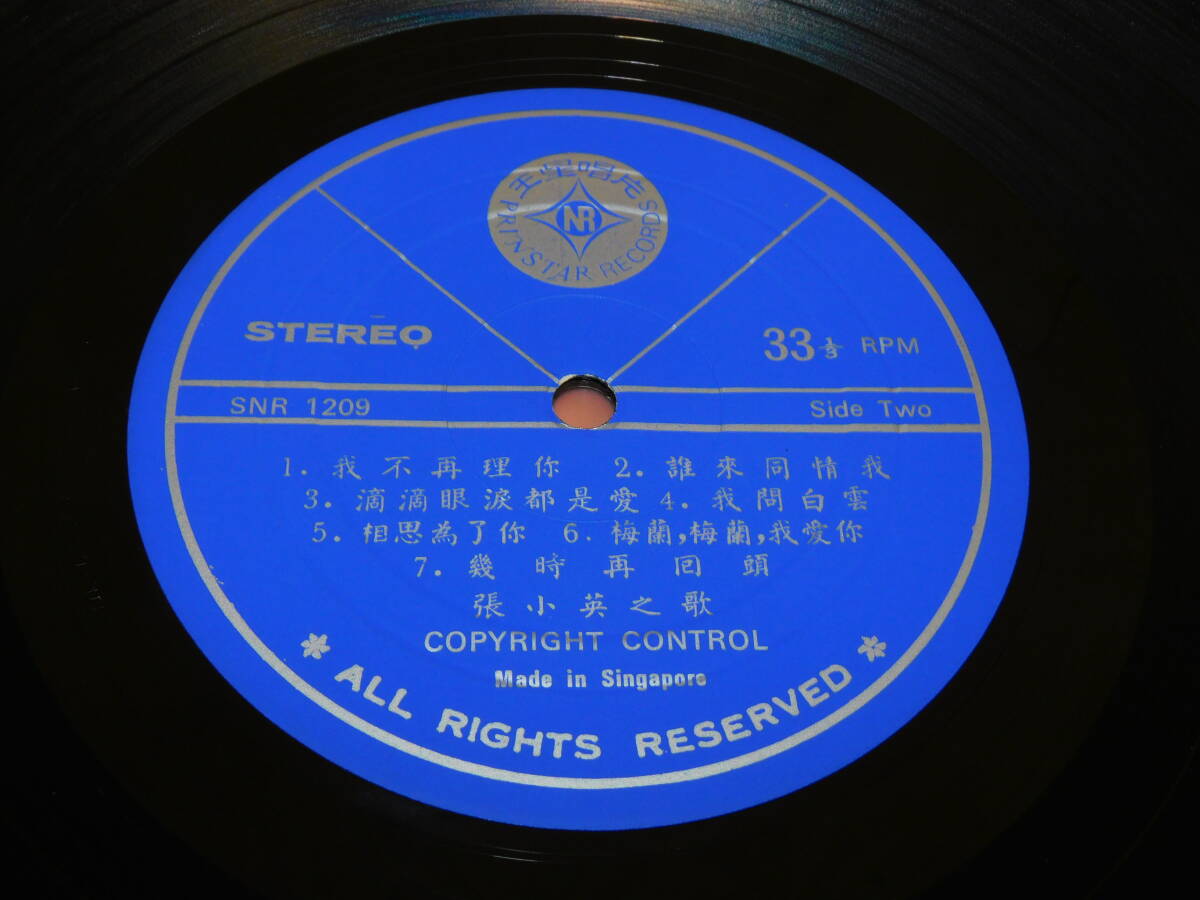 王星唱片
PRINSTAR RECORDS
NR
STEREO
33⅓ RPM
SNR 1209
Side Two
1. 我不再理你 2. 誰來同情我
3. 滴滴眼淚都是愛 4. 我問白雲
5. 相思為了你 6. 梅蘭,梅蘭,我愛你
7. 幾時再回頭
張小英之歌
COPYRIGHT CONTROL
Made in Singapore
* ALL RIGHTS RESERVED *